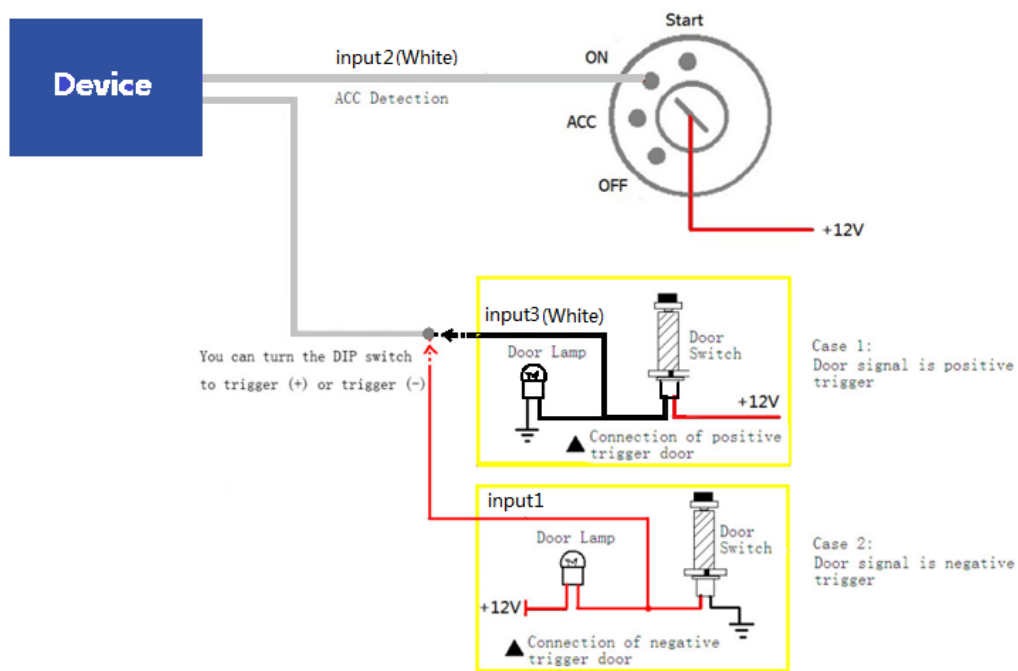 Start
input2(White)
ON
Device
ACC Detection
ACC
OFF
+12V
input3(White)
You can turn the DIP switch
to trigger (+) or trigger (-)
Door Lamp
Door
Switch
+12V
Connection of positive
trigger door
Case 1:
Door signal is positive
trigger
input1
Door Lamp
Door
Switch
+12V
Connection of negative
trigger door
Case 2:
Door signal is negative
trigger